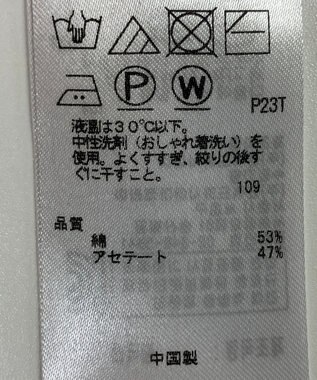 P
W
P23T
液温は30℃以下。
中性洗剤（おしゃれ着洗い）を
使用。よくすすぎ、絞りの後す
ぐに干すこと。
109
品質
綿 53%
アセテート 47%
中国製